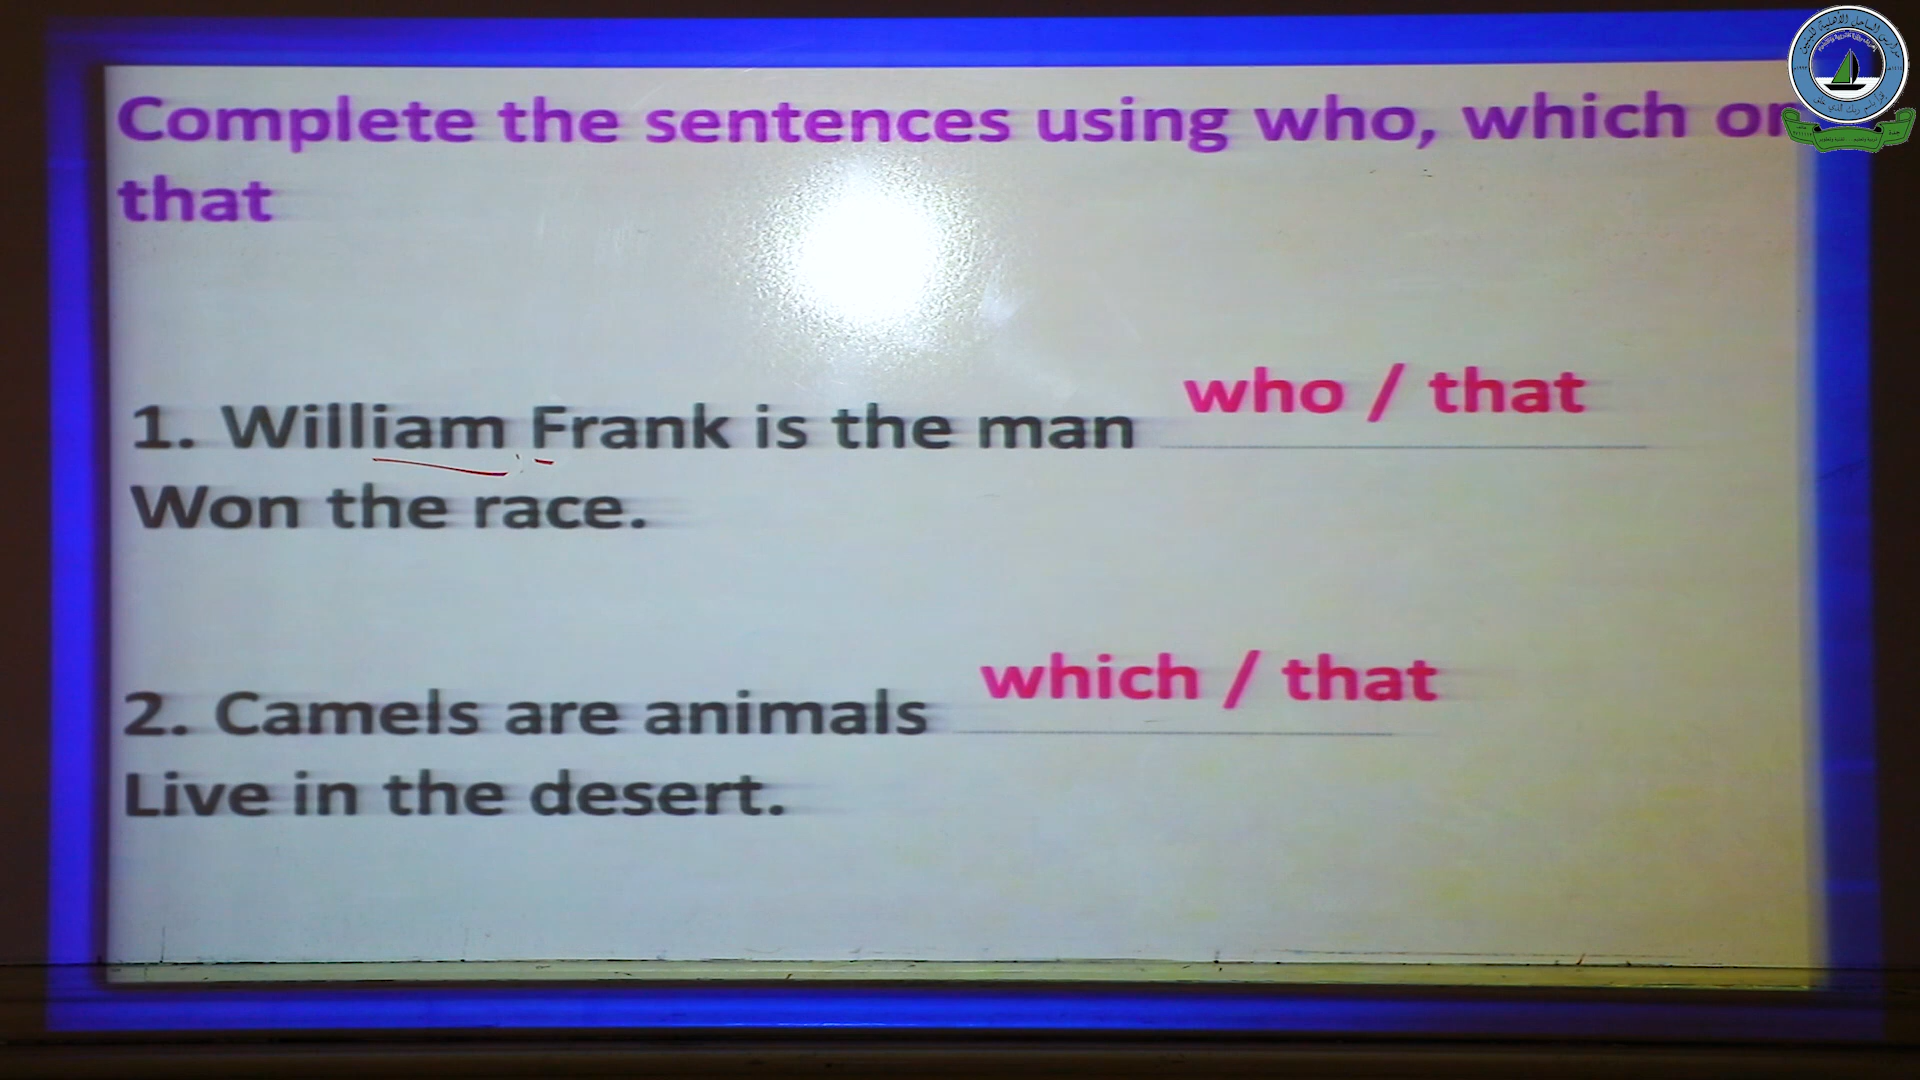 Complete the sentences using who, which or
that
who / that
1. William Frank is the man
Won the race.
which / that
2. Camels are animals
Live in the desert.